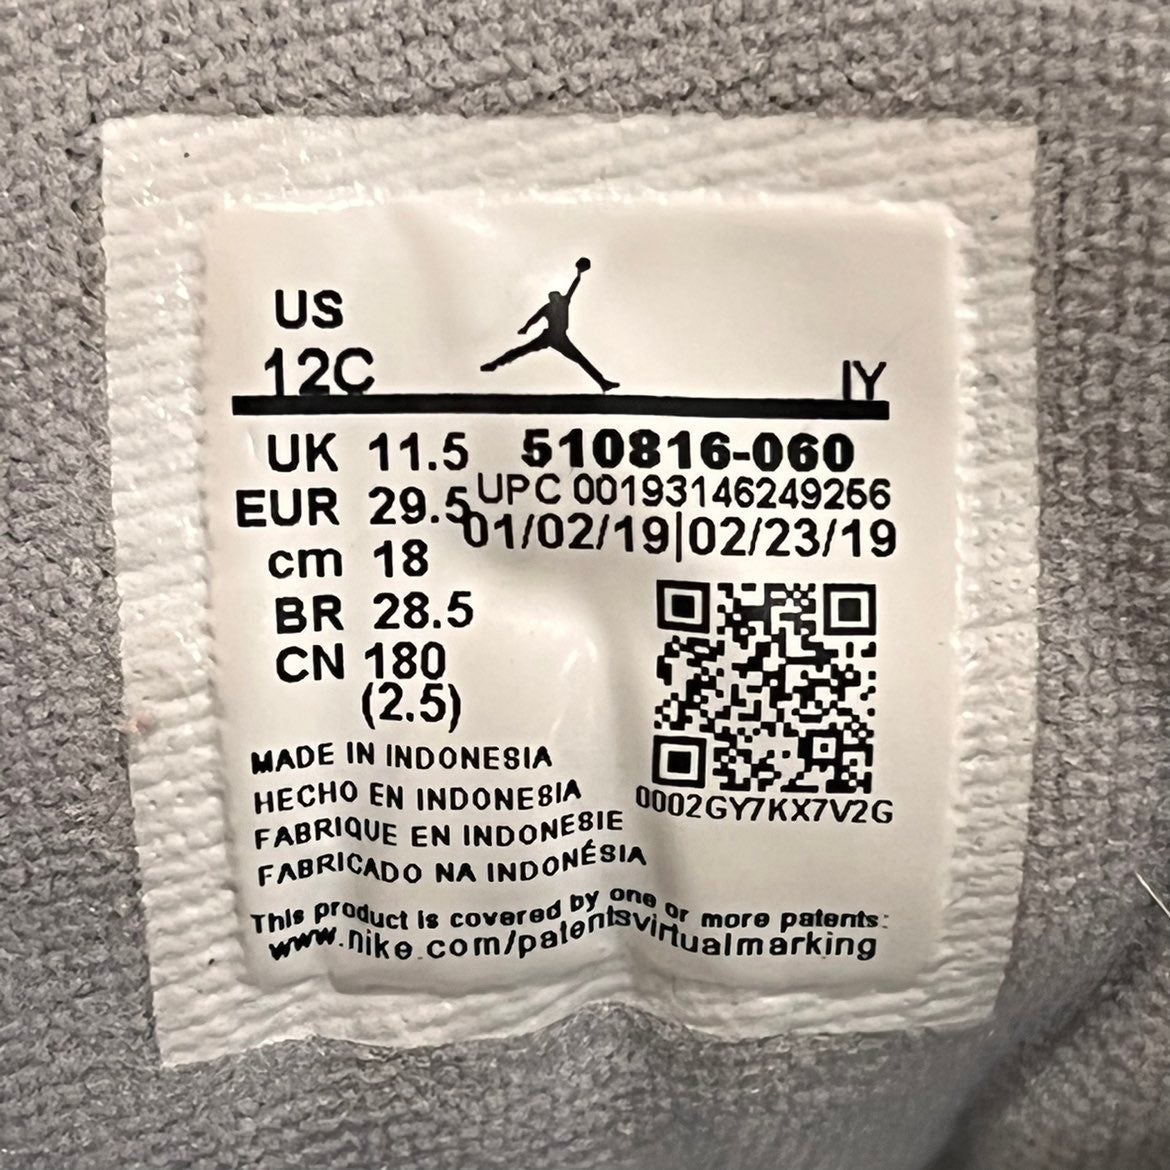 US
12C
IY
UK 11.5
510816-060
EUR 29.5
UPC 00193146249256
01/02/19|02/23/19
cm 18
BR 28.5
CN 180
(2.5)
0002GY7KX7V2G
MADE IN INDONESIA
HECHO EN INDONESIA
FABRIQUE EN INDONESIE
FABRICADO NA INDONÉSIA
This product is covered by one or more patents:
www.nike.com/patentsvirtualmarking